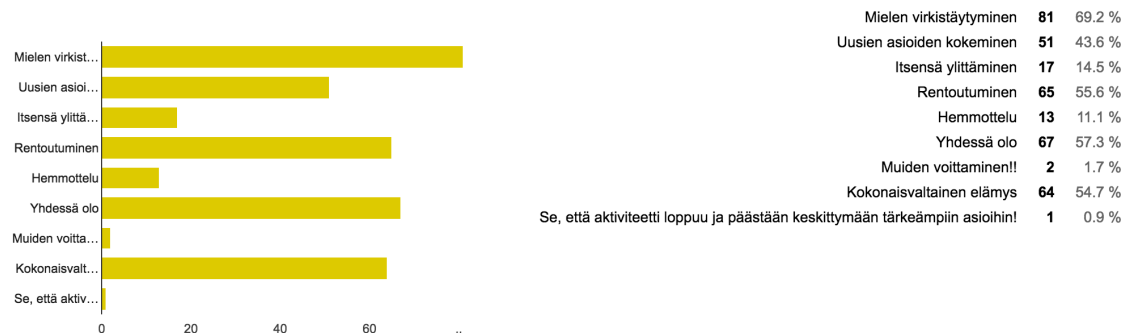 Mielen virkist…
Uusien asioi…
Itsensä ylittä…
Rentoutuminen
Hemmottelu
Yhdessä olo
Muiden voitta…
Kokonaisvalt…
Se, että aktiv…
0 20 40 60
Mielen virkistäytyminen 81 69.2 %
Uusien asioiden kokeminen 51 43.6 %
Itsensä ylittäminen 17 14.5 %
Rentoutuminen 65 55.6 %
Hemmottelu 13 11.1 %
Yhdessä olo 67 57.3 %
Muiden voittaminen!! 2 1.7 %
Kokonaisvaltainen elämys 64 54.7 %
Se, että aktiviteetti loppuu ja päästään keskittymään tärkeämpiin asioihin! 1 0.9 %